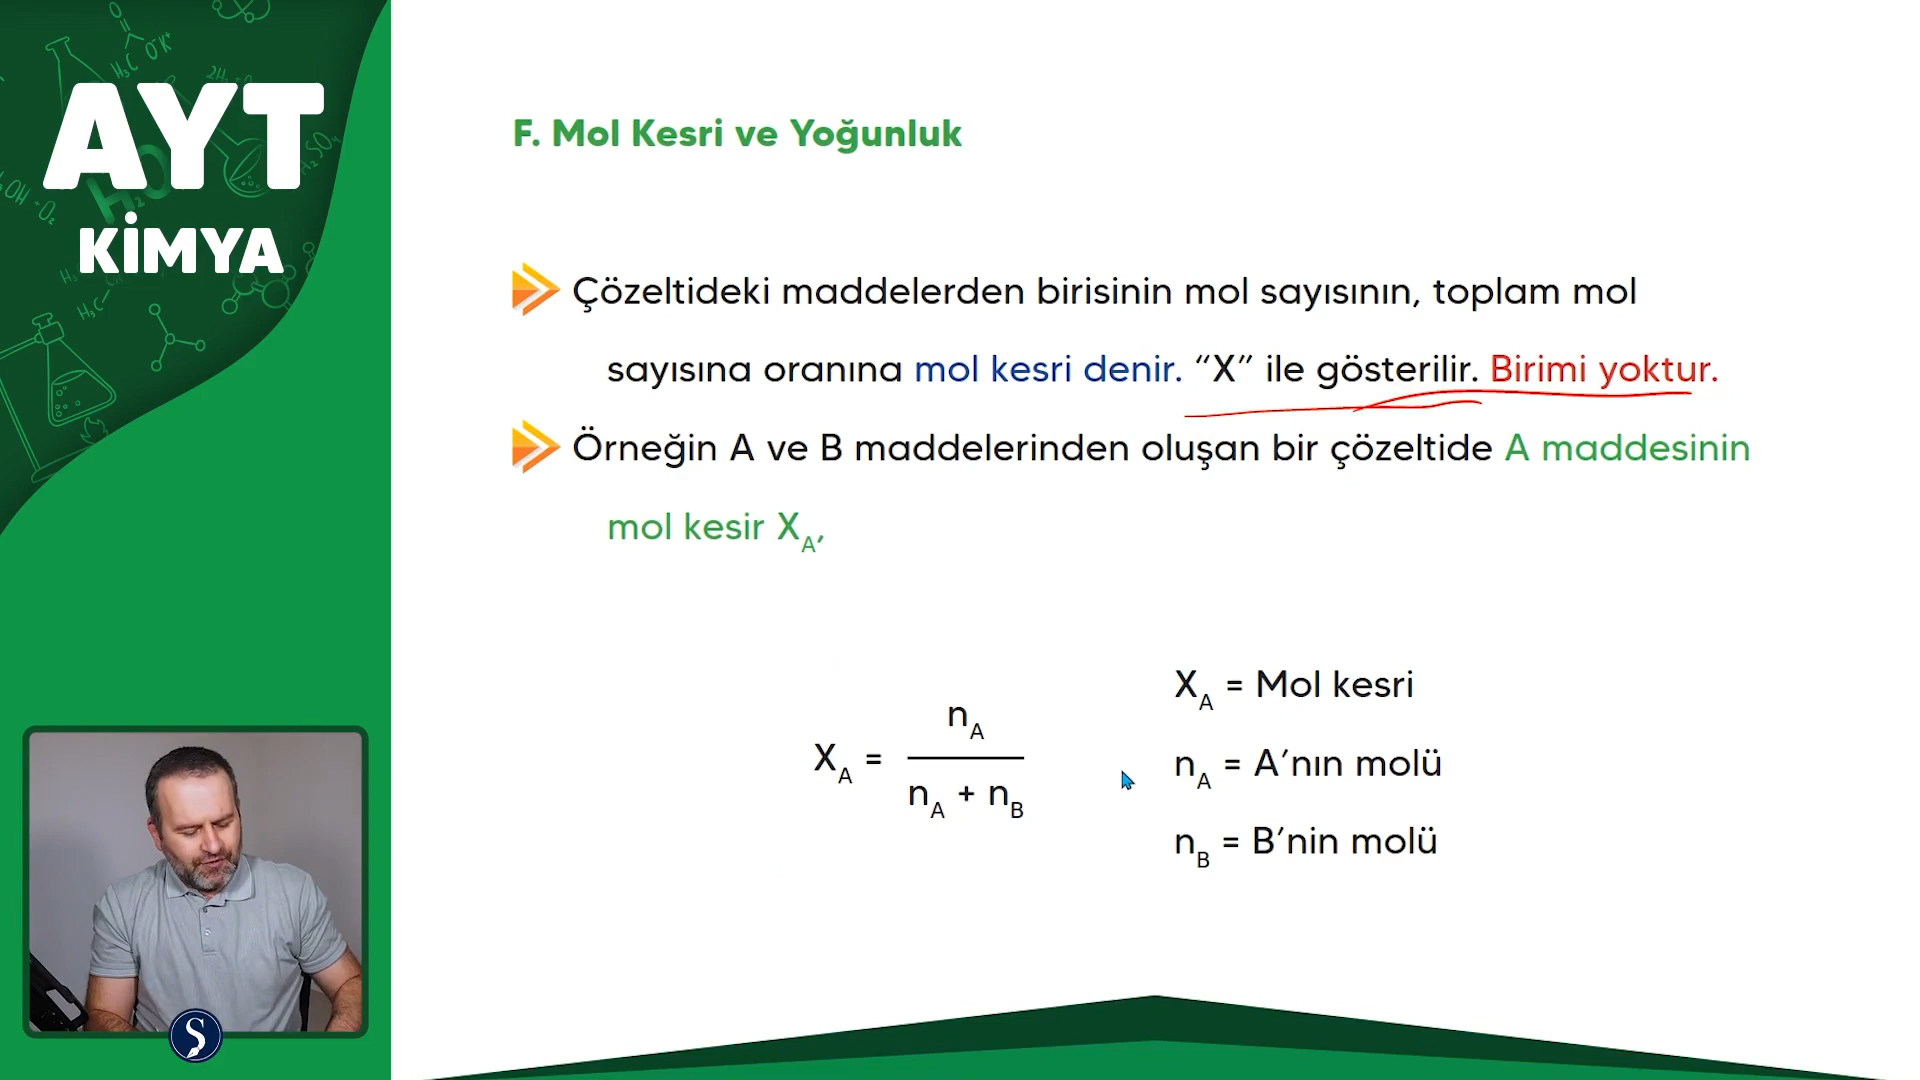 AYT
KİMYA
F. Mol Kesri ve Yoğunluk
Çözeltideki maddelerden birisinin mol sayısının, toplam mol
sayısına oranına mol kesri denir. “X” ile gösterilir. Birimi yoktur.
Örneğin A ve B maddelerinden oluşan bir çözeltide A maddesinin
mol kesir X_A,
X_A = n_A / (n_A + n_B)
X_A = Mol kesri
n_A = A’nın molü
n_B = B’nin molü
S